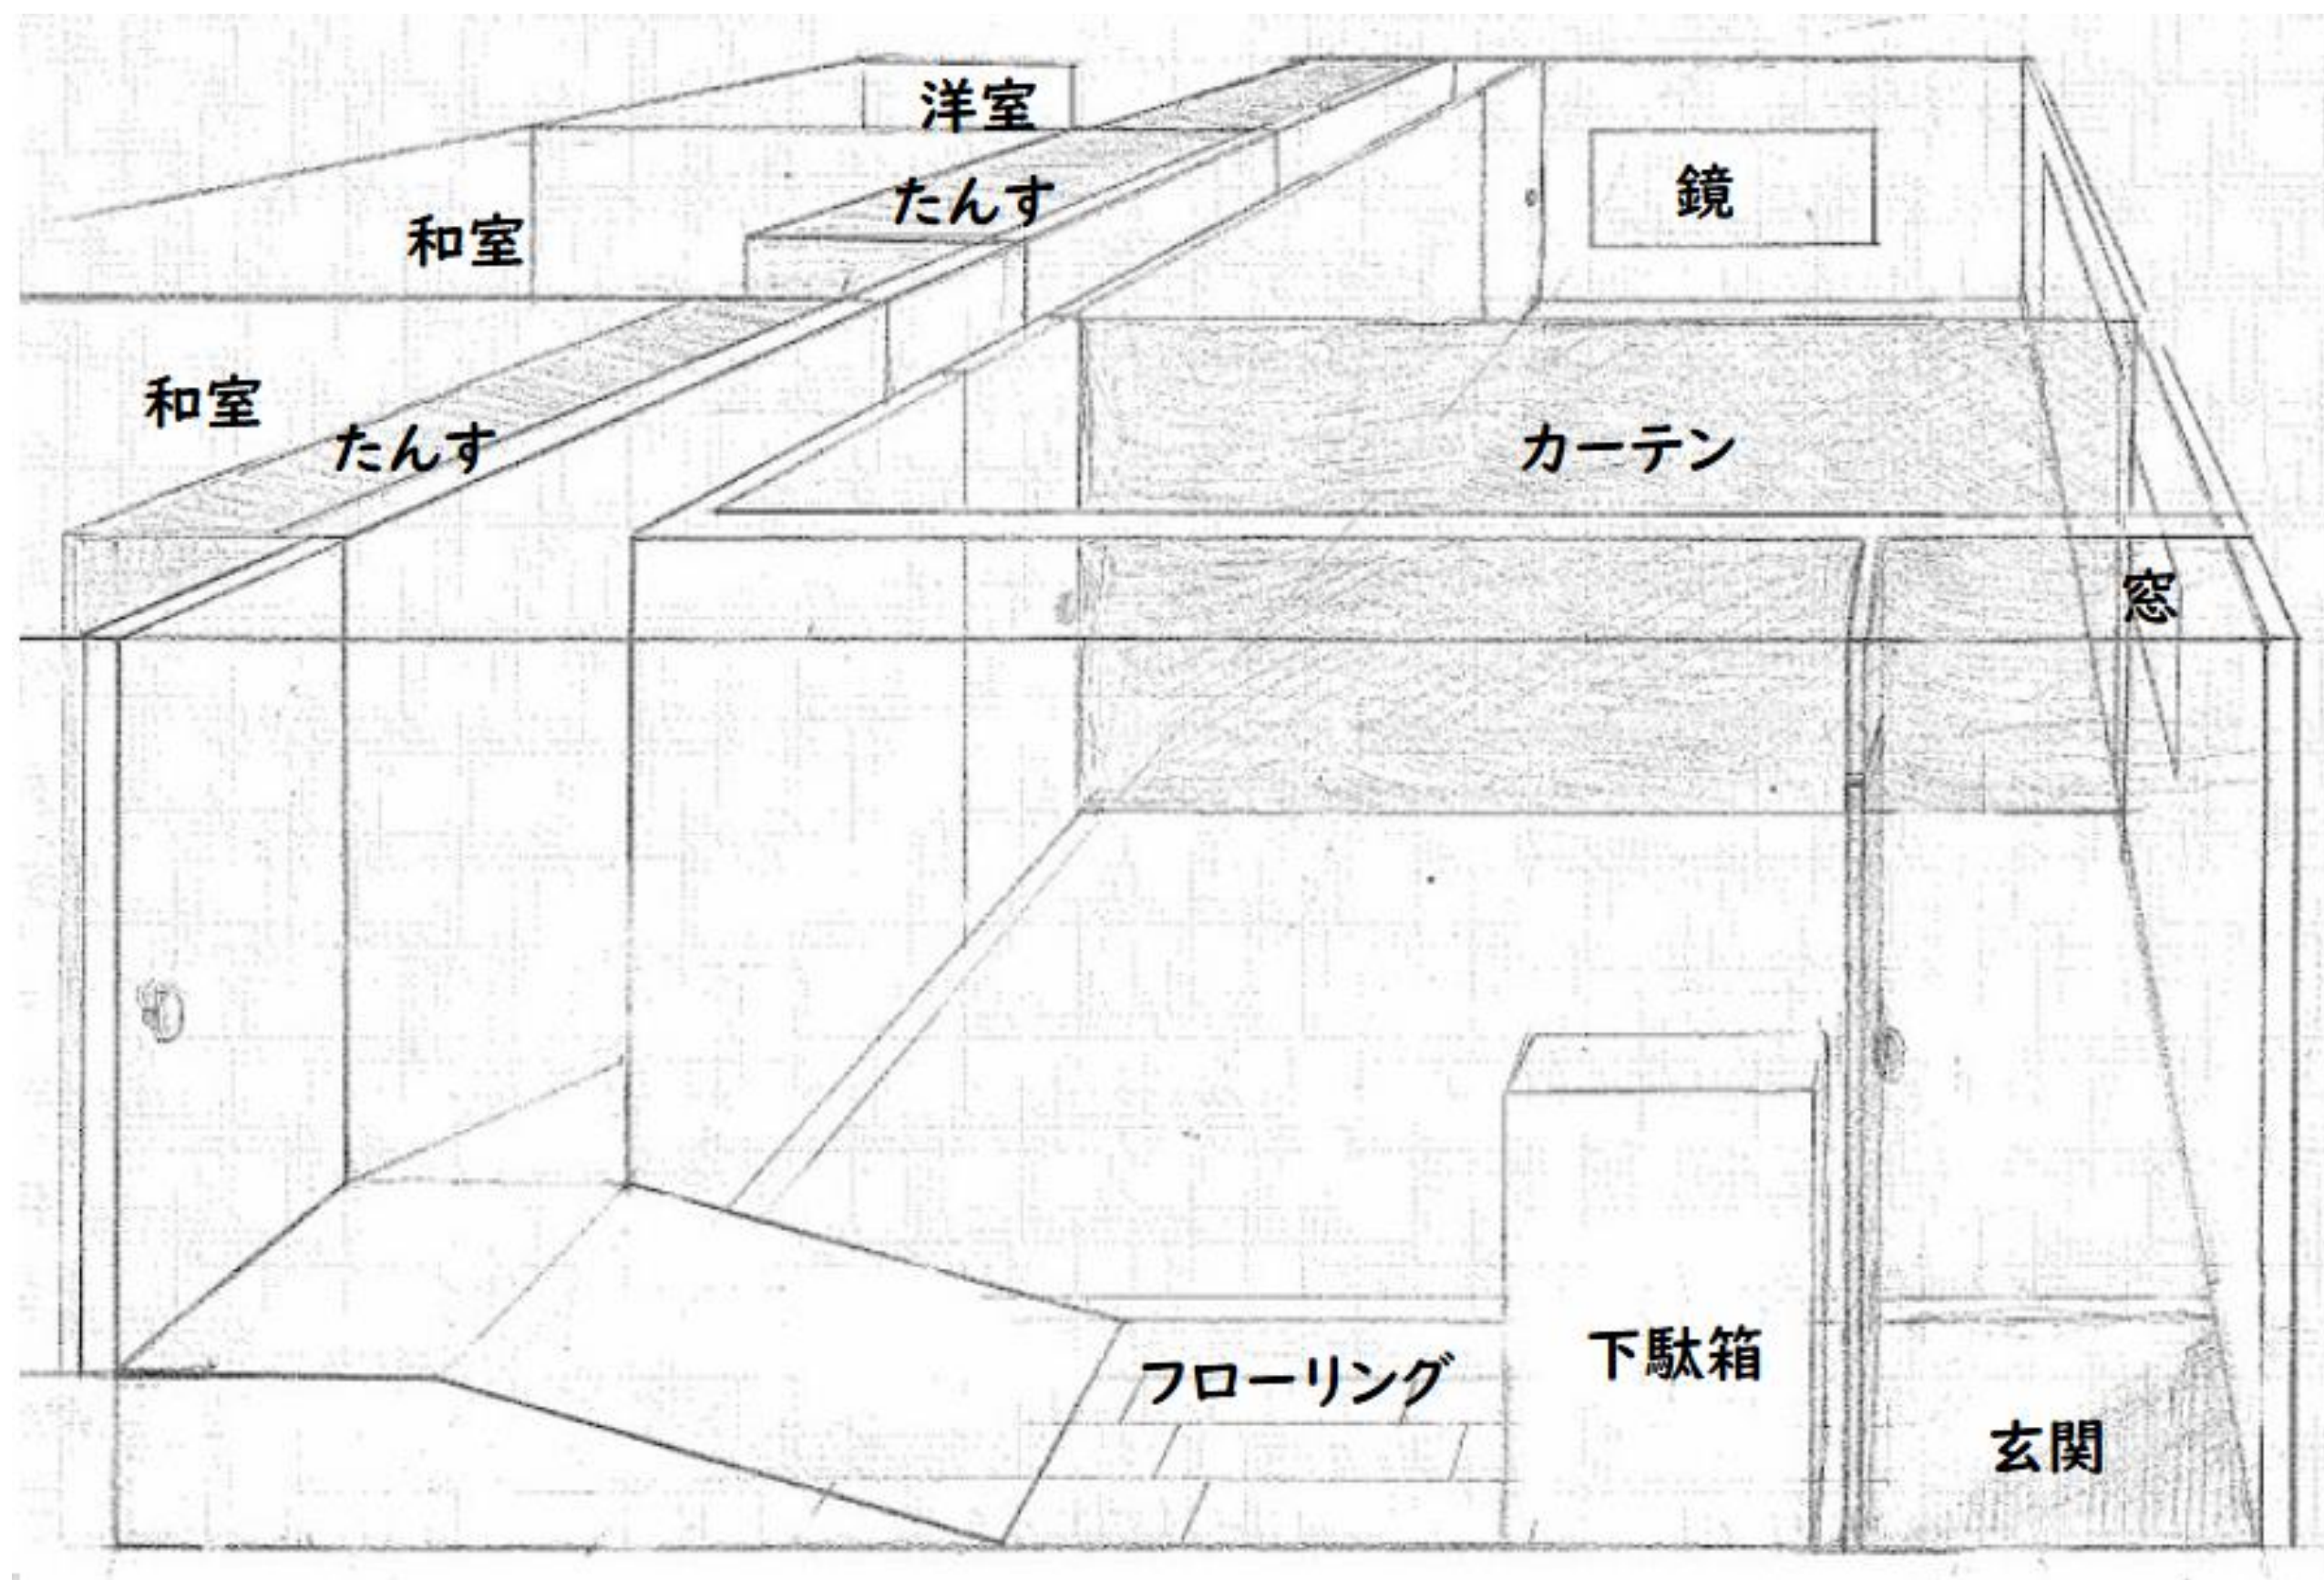 洋室
たんす
鏡
和室
和室
たんす
カーテン
窓
フローリング
下駄箱
玄関